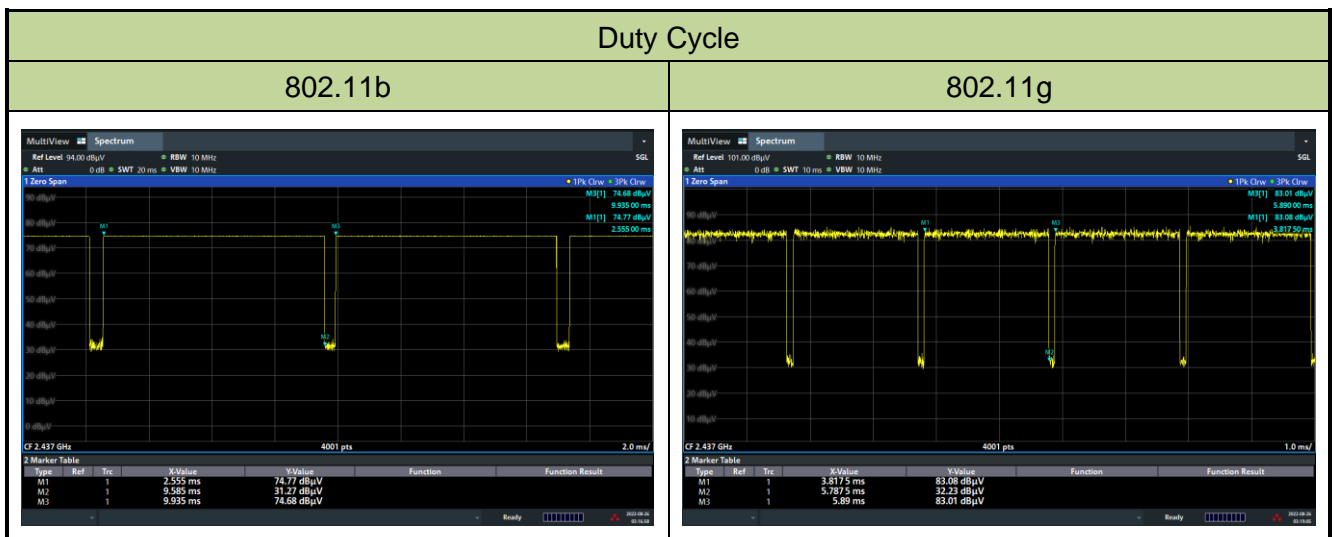 Duty Cycle
802.11b
802.11g
MultiView Spectrum
Ref Level 94.00 dBµV RBW 10 MHz SGL
Att 0 dB SWT 20 ms VBW 10 MHz
1 Zero Span 1Pk Clrw 3Pk Clrw
M3[1] 74.68 dBµV
9.935 00 ms
M1[1] 74.77 dBµV
2.555 00 ms
90 dBµV
80 dBµV
70 dBµV
60 dBµV
50 dBµV
40 dBµV
30 dBµV
20 dBµV
10 dBµV
0 dBµV
M1
M3
M2
CF 2.437 GHz 4001 pts 2.0 ms/
2 Marker Table
Type Ref Trc X-Value Y-Value Function Function Result
M1 1 2.555 ms 74.77 dBµV
M2 1 9.585 ms 31.27 dBµV
M3 1 9.935 ms 74.68 dBµV
Ready 2022-08-26
03:16:58
MultiView Spectrum
Ref Level 101.00 dBµV RBW 10 MHz SGL
Att 0 dB SWT 10 ms VBW 10 MHz
1 Zero Span 1Pk Clrw 3Pk Clrw
M3[1] 83.01 dBµV
5.890 00 ms
M1[1] 83.08 dBµV
3.817 50 ms
90 dBµV
70 dBµV
60 dBµV
50 dBµV
40 dBµV
30 dBµV
20 dBµV
10 dBµV
M1
M3
M2
CF 2.437 GHz 4001 pts 1.0 ms/
2 Marker Table
Type Ref Trc X-Value Y-Value Function Function Result
M1 1 3.8175 ms 83.08 dBµV
M2 1 5.7875 ms 32.23 dBµV
M3 1 5.89 ms 83.01 dBµV
Ready 2022-08-26